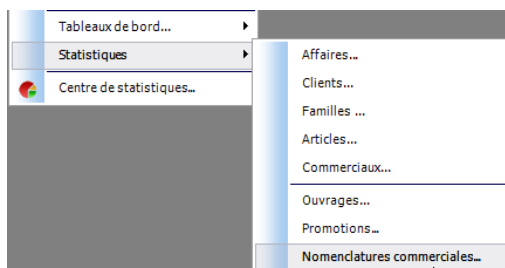 Tableaux de bord...
Statistiques
Centre de statistiques...
Affaires...
Clients...
Familles ...
Articles...
Commerciaux...
Ouvrages...
Promotions...
Nomenclatures commerciales...